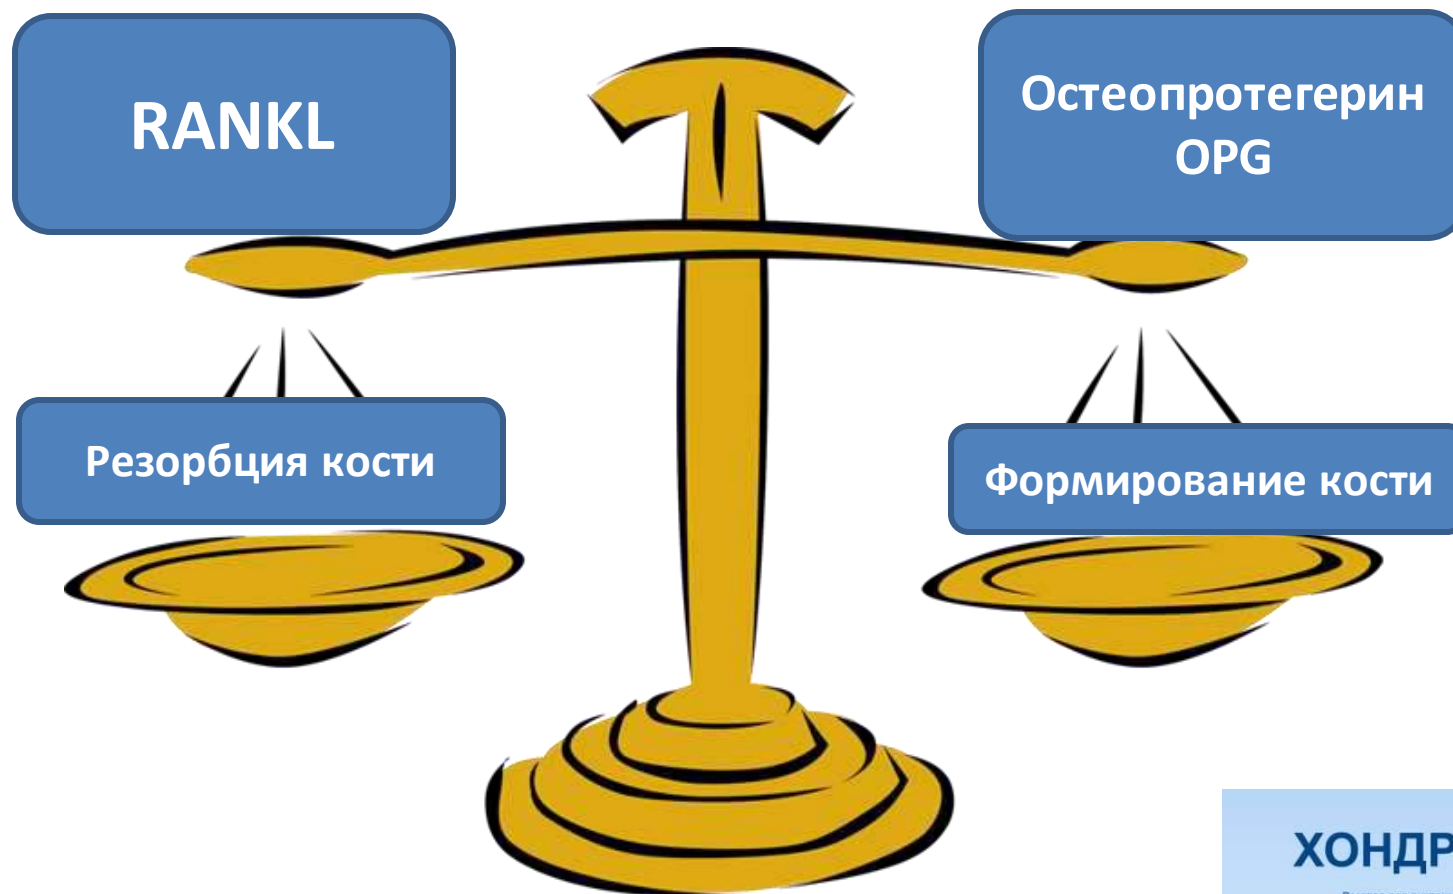 RANKL
Остеопротегерин
OPG
Резорбция кости
Формирование кости
ХОНДР